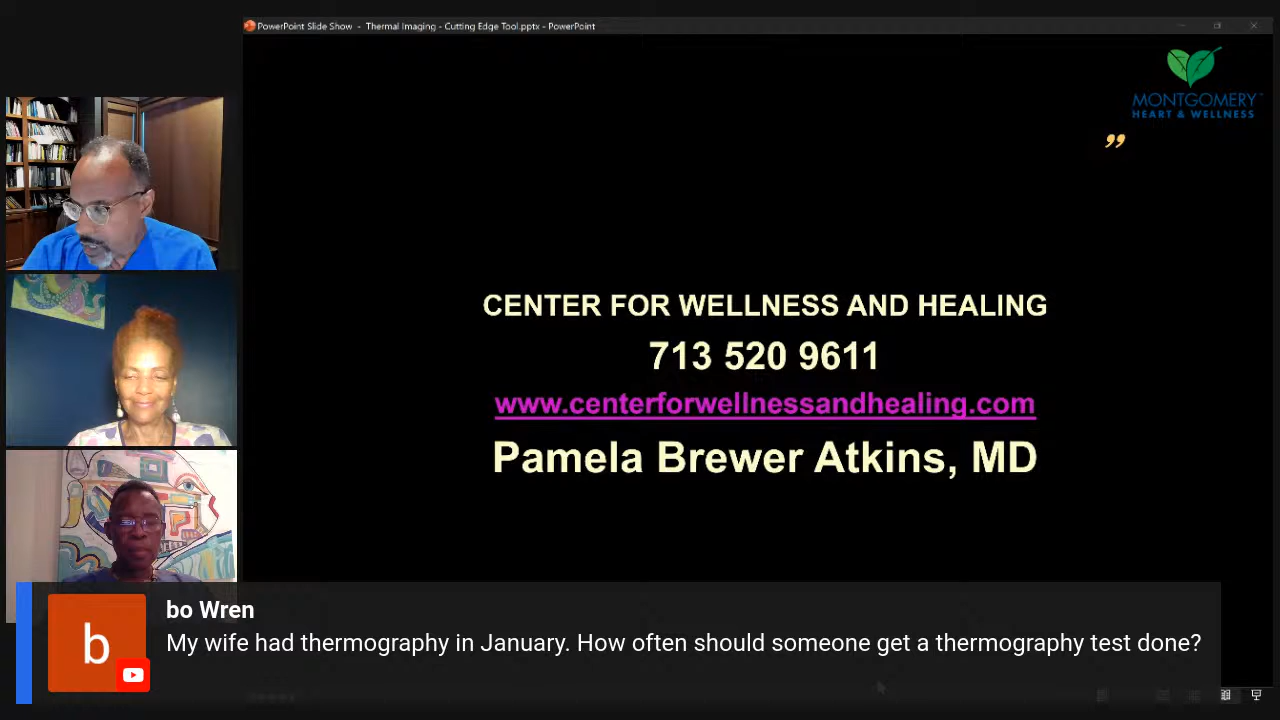 PowerPoint Slide Show - Thermal Imaging - Cutting Edge Tool.pptx - PowerPoint
MONTGOMERY
HEART & WELLNESS
”
CENTER FOR WELLNESS AND HEALING
713 520 9611
www.centerforwellnessandhealing.com
Pamela Brewer Atkins, MD
b
bo Wren
My wife had thermography in January. How often should someone get a thermography test done?